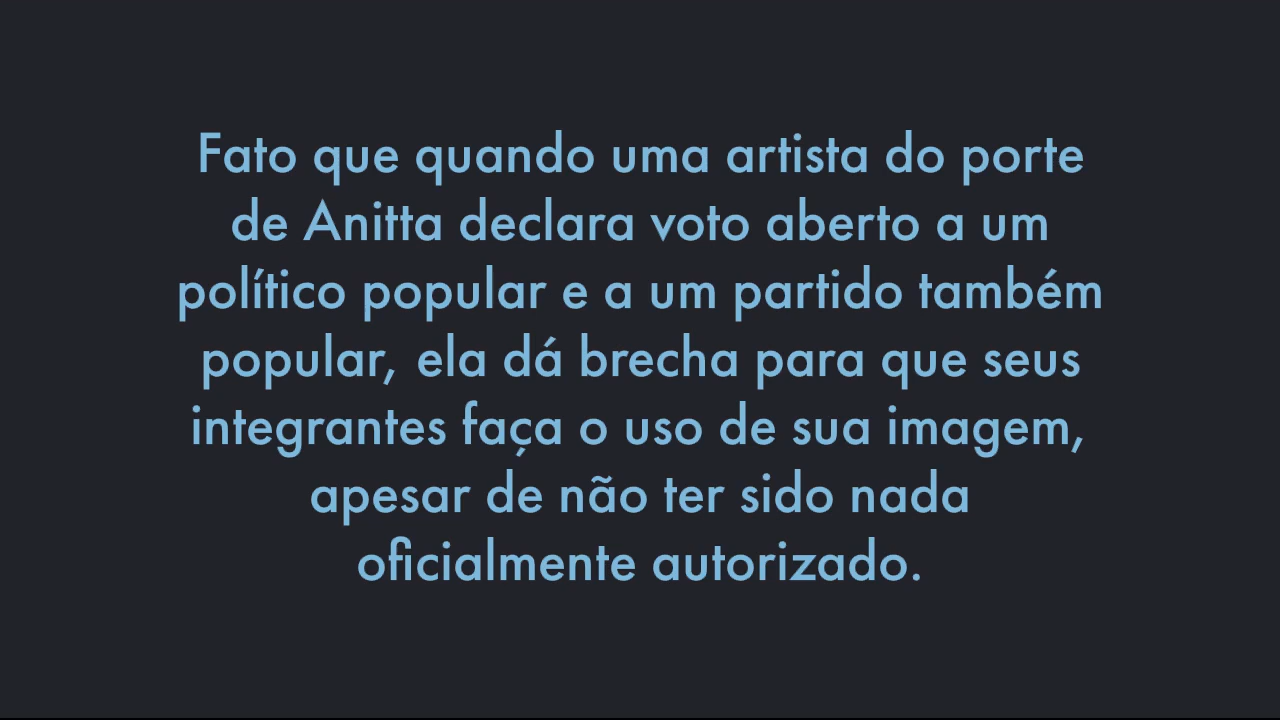 Fato que quando uma artista do porte
de Anitta declara voto aberto a um
político popular e a um partido também
popular, ela dá brecha para que seus
integrantes faça o uso de sua imagem,
apesar de não ter sido nada
oficialmente autorizado.